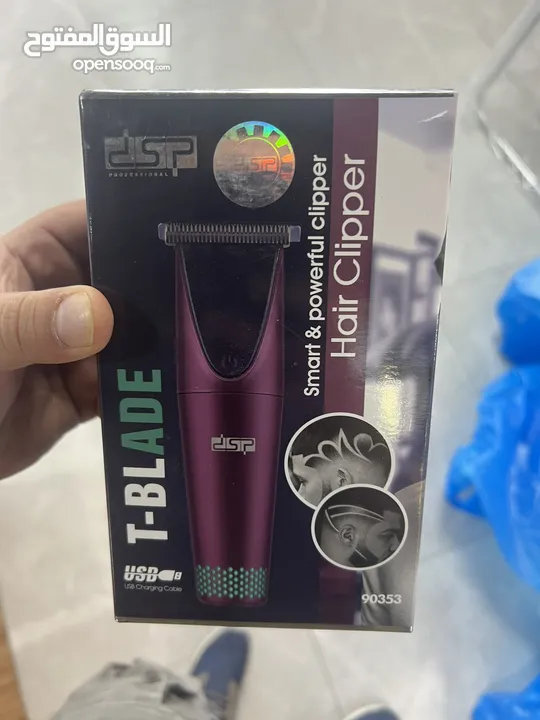 السوق المفتوح
opensooq.com
dsp
PROFESSIONAL
dsp
Smart & powerful clipper
Hair Clipper
T-BLADE
dsp
USB
USB Charging Cable
90353